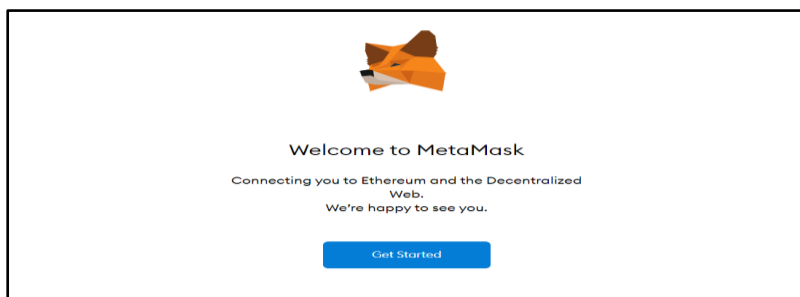 Welcome to MetaMask
Connecting you to Ethereum and the Decentralized
Web.
We're happy to see you.
Get Started